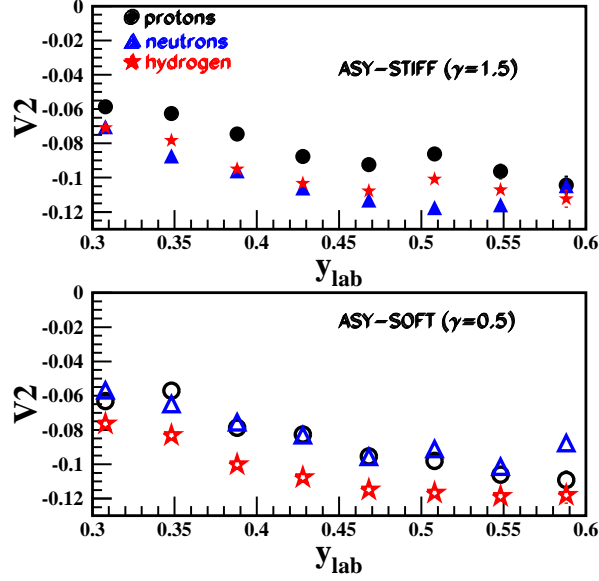 0
protons
-0.02
neutrons
hydrogen
ASY-STIFF (γ=1.5)
-0.04
V2
-0.06
-0.08
-0.1
-0.12
0.3 0.35 0.4 0.45 0.5 0.55 0.6
y_lab
0
ASY-SOFT (γ=0.5)
-0.02
-0.04
V2
-0.06
-0.08
-0.1
-0.12
0.3 0.35 0.4 0.45 0.5 0.55 0.6
y_lab